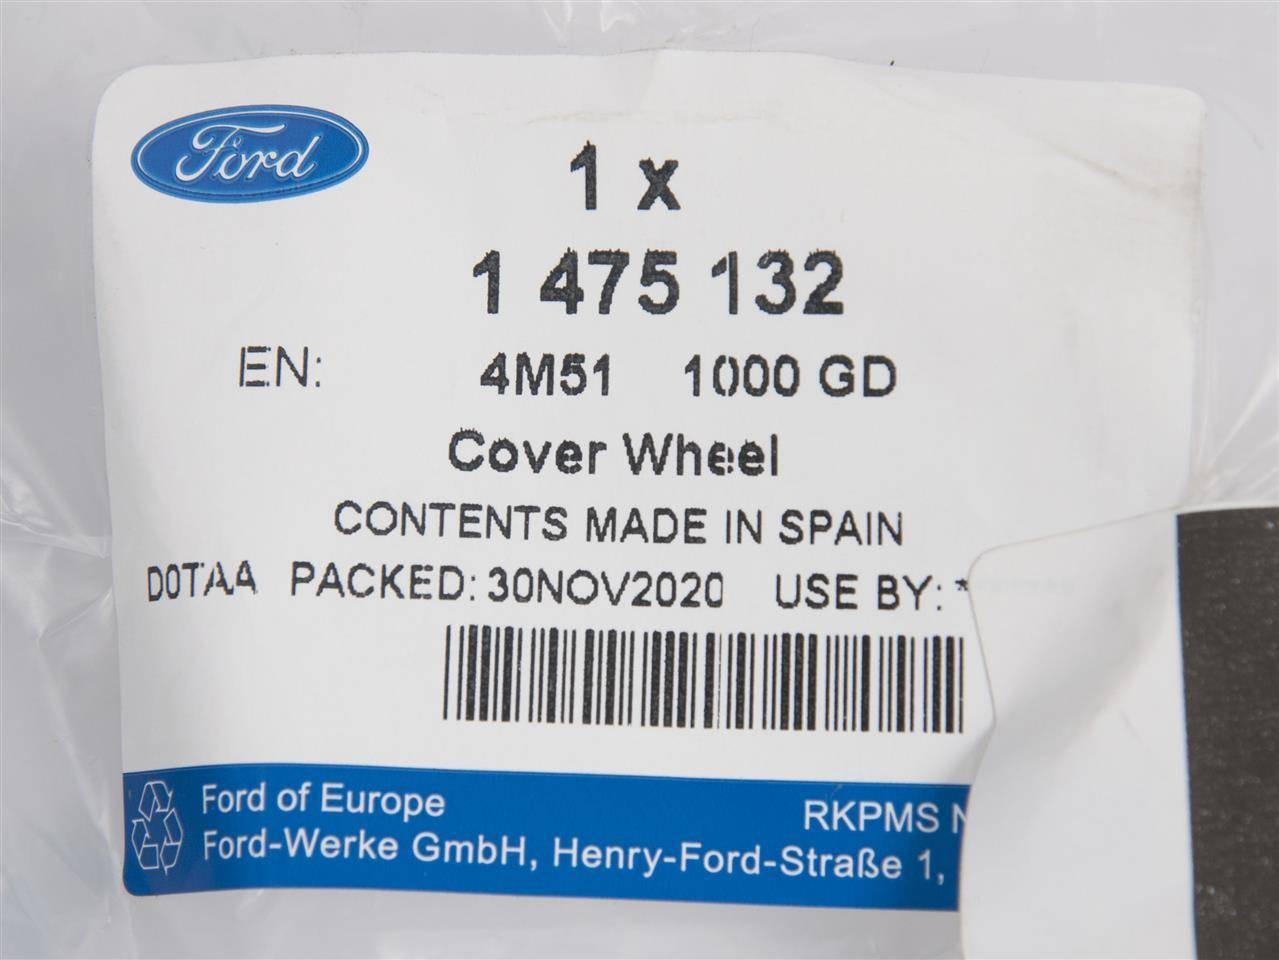 Ford
1 x
1 475 132
EN: 4M51 1000 GD
Cover Wheel
CONTENTS MADE IN SPAIN
D0TAA PACKED: 30NOV2020 USE BY: *
Ford of Europe RKPMS
Ford-Werke GmbH, Henry-Ford-Straße 1,